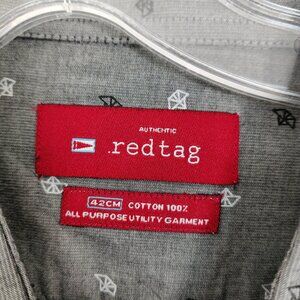 AUTHENTIC
redtag
42CM COTTON 100%
ALL PURPOSE UTILITY GARMENT